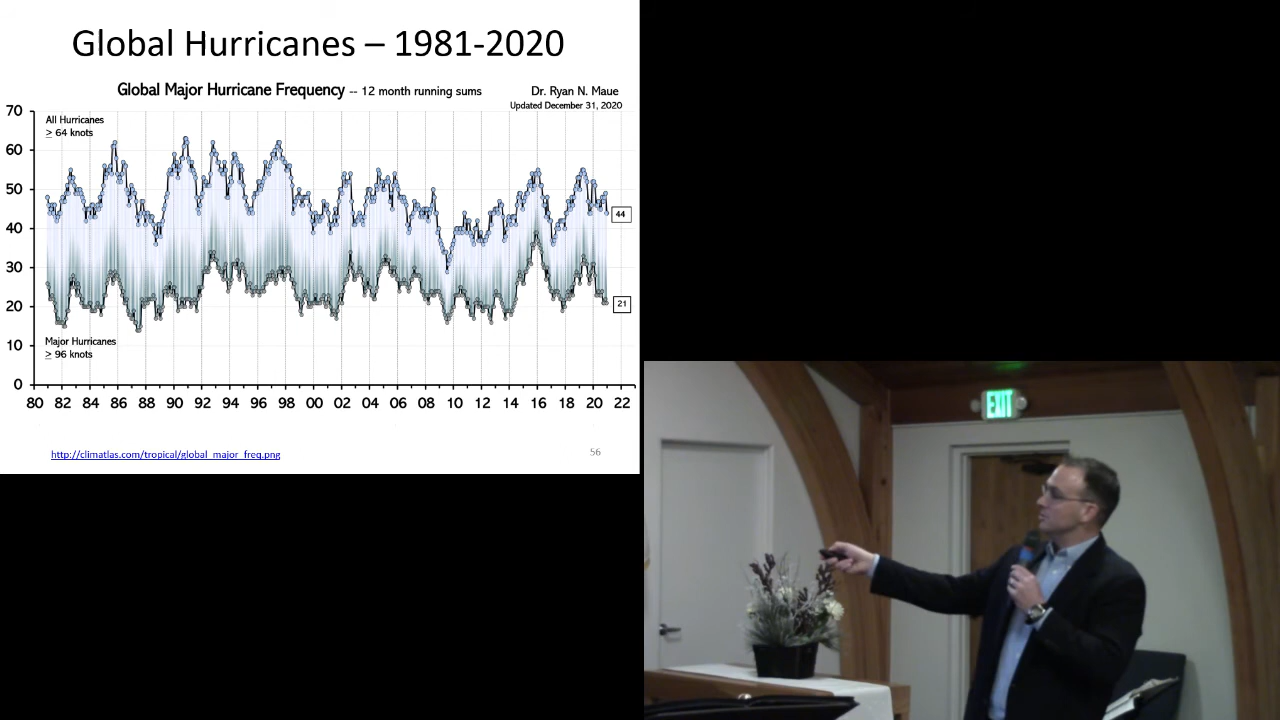 Global Hurricanes – 1981-2020
Global Major Hurricane Frequency -- 12 month running sums
Dr. Ryan N. Maue
Updated December 31, 2020
All Hurricanes
≥ 64 knots
70
60
50
40
30
20
10
0
44
21
Major Hurricanes
≥ 96 knots
80 82 84 86 88 90 92 94 96 98 00 02 04 06 08 10 12 14 16 18 20 22
http://climatlas.com/tropical/global_major_freq.png
56
EXIT